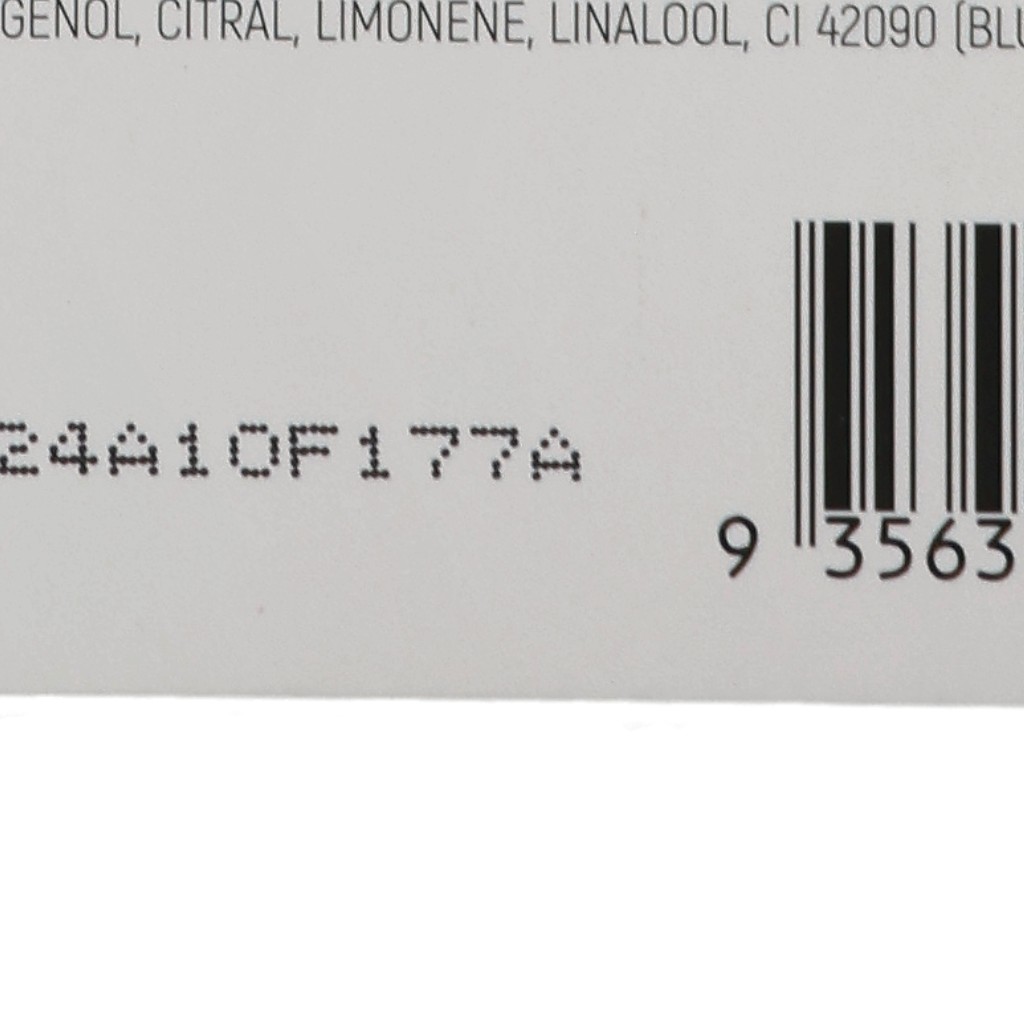 GENOL, CITRAL, LIMONENE, LINALOOL, CI 42090 (BLU
24A10F177A
9 3563